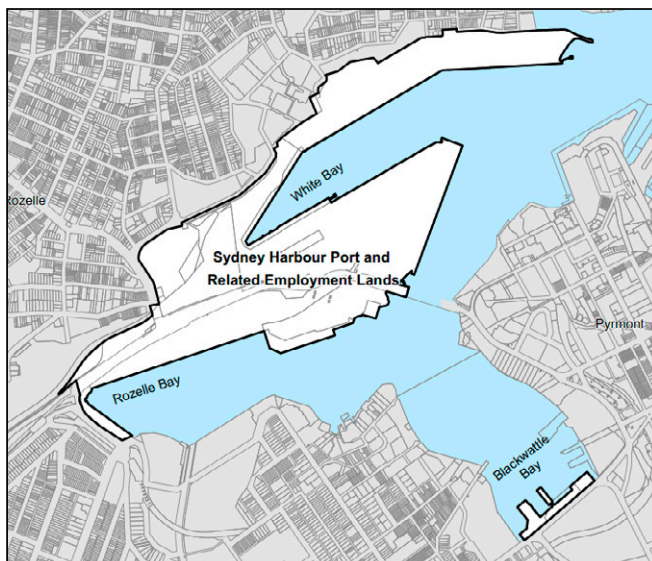 White Bay
Rozelle
Sydney Harbour Port and
Related Employment Lands
Pyrmont
Rozelle Bay
Blackwattle
Bay